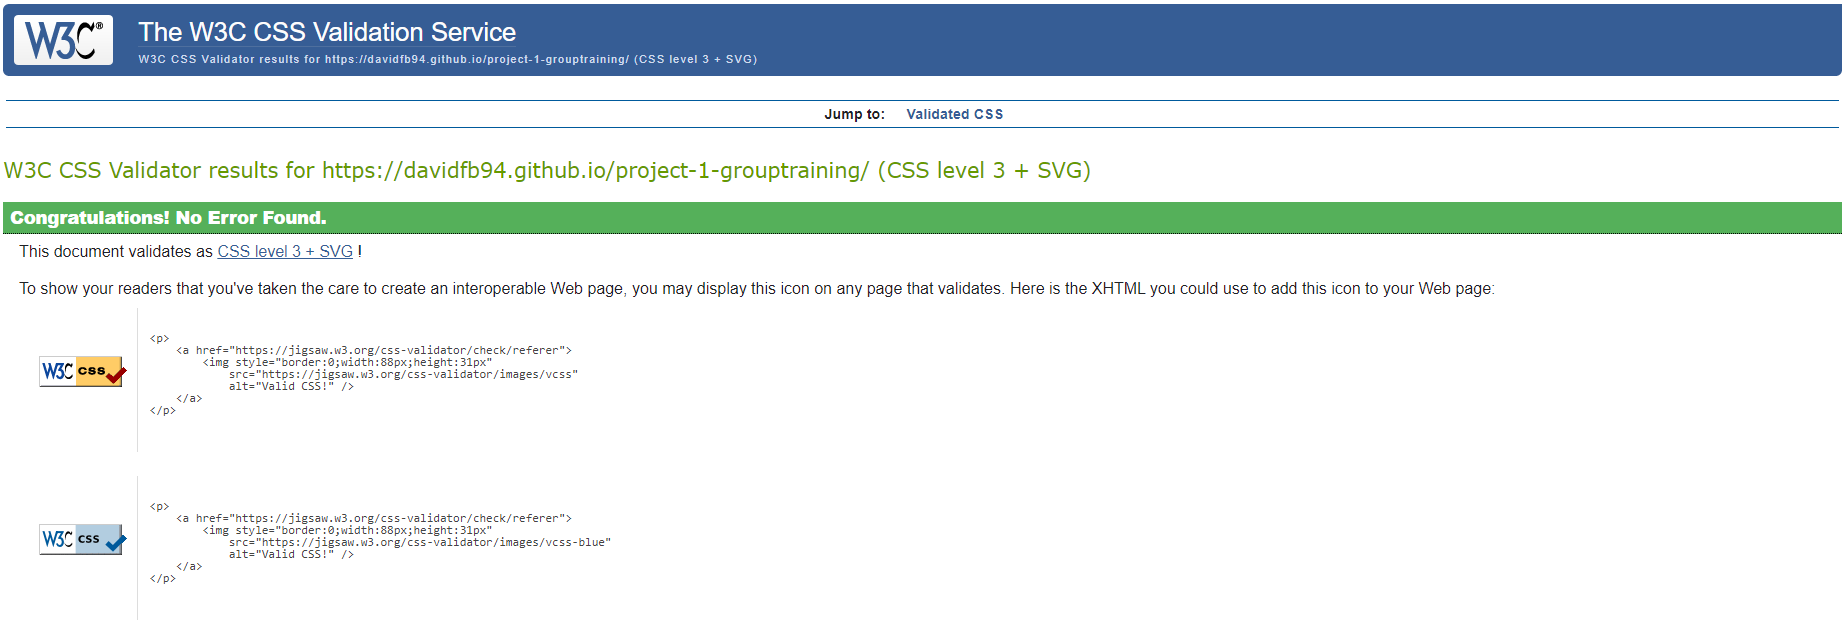 W3C®
The W3C CSS Validation Service
W3C CSS Validator results for https://davidfb94.github.io/project-1-grouptraining/ (CSS level 3 + SVG)
Jump to: Validated CSS
W3C CSS Validator results for https://davidfb94.github.io/project-1-grouptraining/ (CSS level 3 + SVG)
Congratulations! No Error Found.
This document validates as CSS level 3 + SVG !
To show your readers that you've taken the care to create an interoperable Web page, you may display this icon on any page that validates. Here is the XHTML you could use to add this icon to your Web page:
W3C css
<p>
<a href="https://jigsaw.w3.org/css-validator/check/referer">
<img style="border:0;width:88px;height:31px"
src="https://jigsaw.w3.org/css-validator/images/vcss"
alt="Valid CSS!" />
</a>
</p>
W3C css
<p>
<a href="https://jigsaw.w3.org/css-validator/check/referer">
<img style="border:0;width:88px;height:31px"
src="https://jigsaw.w3.org/css-validator/images/vcss-blue"
alt="Valid CSS!" />
</a>
</p>